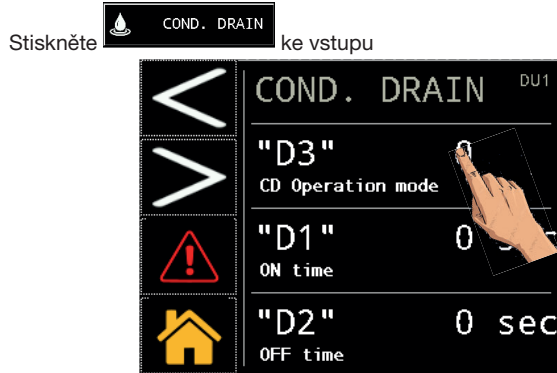 Stiskněte COND. DRAIN ke vstupu
COND. DRAIN DU1
"D3" 0
CD Operation mode
"D1" 0
ON time
"D2" 0 sec
OFF time